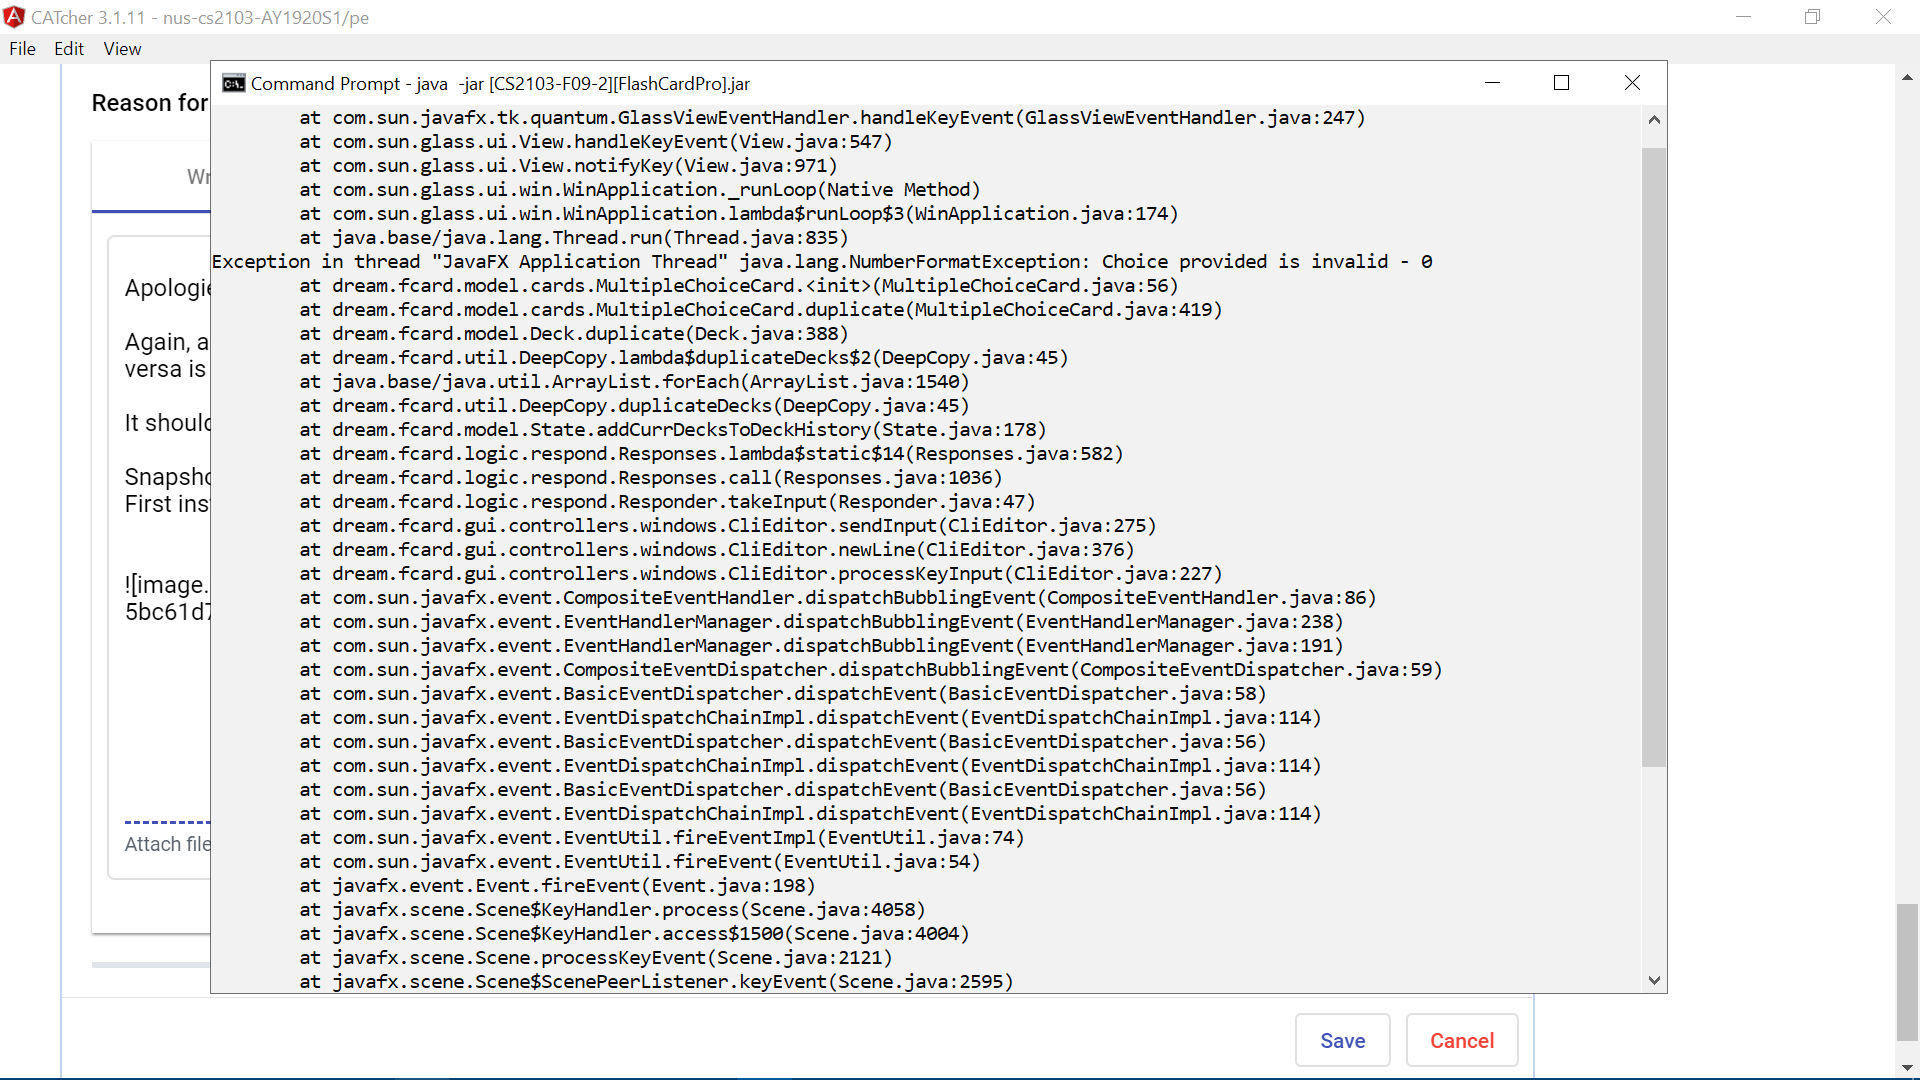 CATcher 3.1.11 - nus-cs2103-AY1920S1/pe
File Edit View
Command Prompt - java -jar [CS2103-F09-2][FlashCardPro].jar
Reason for
Wr
Apologie
Again, a
versa is
It should
Snapsho
First ins
![image.
5bc61d7
Attach file
at com.sun.javafx.tk.quantum.GlassViewEventHandler.handleKeyEvent(GlassViewEventHandler.java:247)
at com.sun.glass.ui.View.handleKeyEvent(View.java:547)
at com.sun.glass.ui.View.notifyKey(View.java:971)
at com.sun.glass.ui.win.WinApplication._runLoop(Native Method)
at com.sun.glass.ui.win.WinApplication.lambda$runLoop$3(WinApplication.java:174)
at java.base/java.lang.Thread.run(Thread.java:835)
Exception in thread "JavaFX Application Thread" java.lang.NumberFormatException: Choice provided is invalid - 0
at dream.fcard.model.cards.MultipleChoiceCard.<init>(MultipleChoiceCard.java:56)
at dream.fcard.model.cards.MultipleChoiceCard.duplicate(MultipleChoiceCard.java:419)
at dream.fcard.model.Deck.duplicate(Deck.java:388)
at dream.fcard.util.DeepCopy.lambda$duplicateDecks$2(DeepCopy.java:45)
at java.base/java.util.ArrayList.forEach(ArrayList.java:1540)
at dream.fcard.util.DeepCopy.duplicateDecks(DeepCopy.java:45)
at dream.fcard.model.State.addCurrDecksToDeckHistory(State.java:178)
at dream.fcard.logic.respond.Responses.lambda$static$14(Responses.java:582)
at dream.fcard.logic.respond.Responses.call(Responses.java:1036)
at dream.fcard.logic.respond.Responder.takeInput(Responder.java:47)
at dream.fcard.gui.controllers.windows.CliEditor.sendInput(CliEditor.java:275)
at dream.fcard.gui.controllers.windows.CliEditor.newLine(CliEditor.java:376)
at dream.fcard.gui.controllers.windows.CliEditor.processKeyInput(CliEditor.java:227)
at com.sun.javafx.event.CompositeEventHandler.dispatchBubblingEvent(CompositeEventHandler.java:86)
at com.sun.javafx.event.EventHandlerManager.dispatchBubblingEvent(EventHandlerManager.java:238)
at com.sun.javafx.event.EventHandlerManager.dispatchBubblingEvent(EventHandlerManager.java:191)
at com.sun.javafx.event.CompositeEventDispatcher.dispatchBubblingEvent(CompositeEventDispatcher.java:59)
at com.sun.javafx.event.BasicEventDispatcher.dispatchEvent(BasicEventDispatcher.java:58)
at com.sun.javafx.event.EventDispatchChainImpl.dispatchEvent(EventDispatchChainImpl.java:114)
at com.sun.javafx.event.BasicEventDispatcher.dispatchEvent(BasicEventDispatcher.java:56)
at com.sun.javafx.event.EventDispatchChainImpl.dispatchEvent(EventDispatchChainImpl.java:114)
at com.sun.javafx.event.BasicEventDispatcher.dispatchEvent(BasicEventDispatcher.java:56)
at com.sun.javafx.event.EventDispatchChainImpl.dispatchEvent(EventDispatchChainImpl.java:114)
at com.sun.javafx.event.EventUtil.fireEventImpl(EventUtil.java:74)
at com.sun.javafx.event.EventUtil.fireEvent(EventUtil.java:54)
at javafx.event.Event.fireEvent(Event.java:198)
at javafx.scene.Scene$KeyHandler.process(Scene.java:4058)
at javafx.scene.Scene$KeyHandler.access$1500(Scene.java:4004)
at javafx.scene.Scene.processKeyEvent(Scene.java:2121)
at javafx.scene.Scene$ScenePeerListener.keyEvent(Scene.java:2595)
Save Cancel